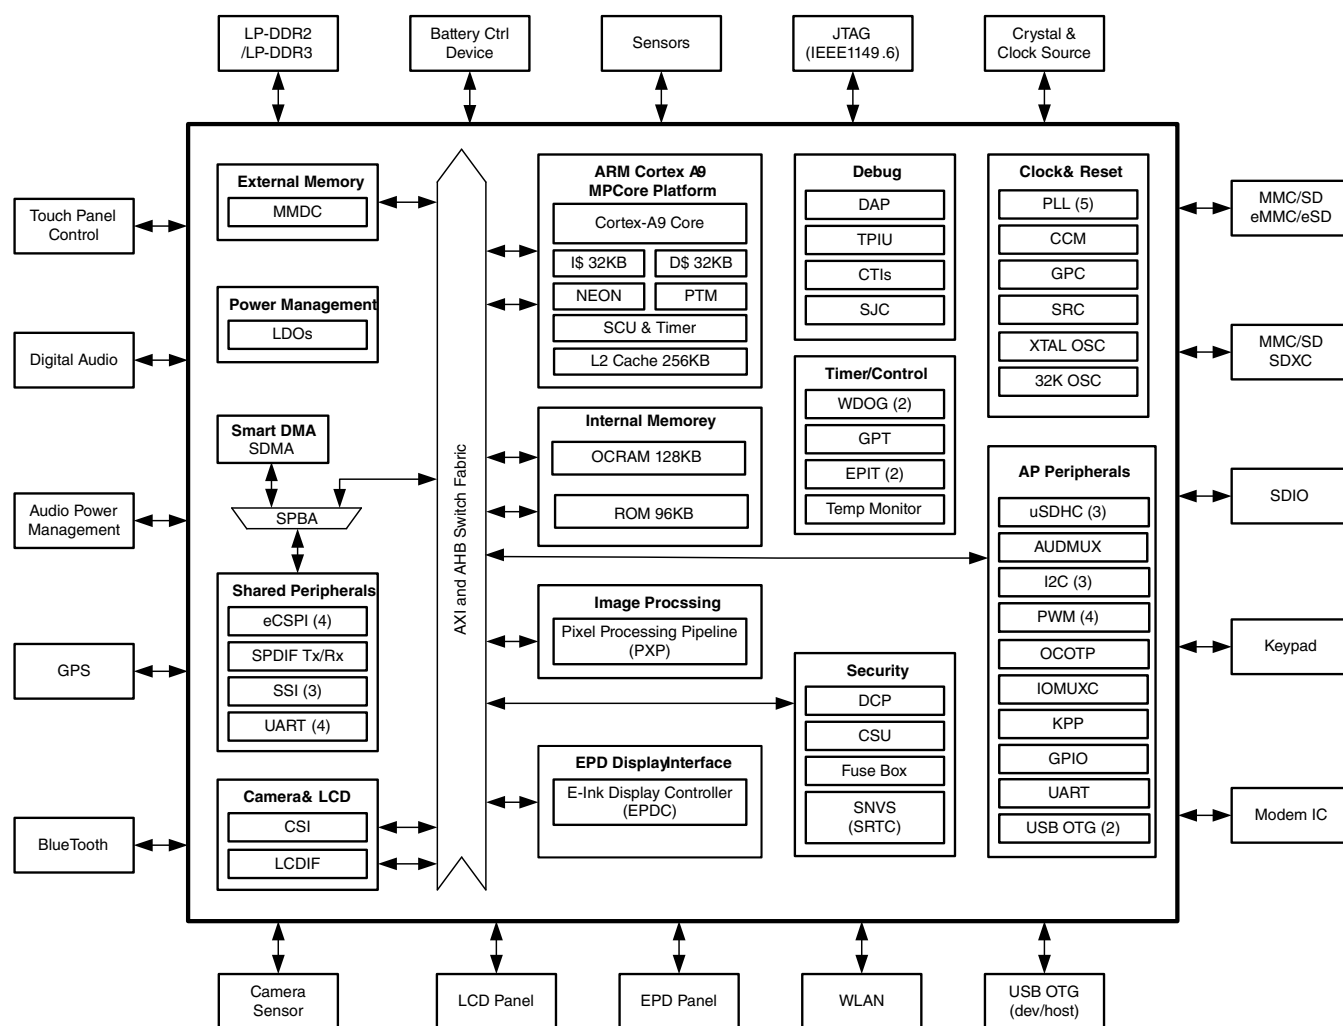 LP-DDR2
/LP-DDR3
Battery Ctrl
Device
Sensors
JTAG
(IEEE1149.6)
Crystal &
Clock Source
Touch Panel
Control
Digital Audio
Audio Power
Management
GPS
BlueTooth
External Memory
MMDC
Power Management
LDOs
Smart DMA
SDMA
SPBA
Shared Peripherals
eCSPI (4)
SPDIF Tx/Rx
SSI (3)
UART (4)
Camera& LCD
CSI
LCDIF
AXI and AHB Switch Fabric
ARM Cortex A9
MPCore Platform
Cortex-A9 Core
I$ 32KB
D$ 32KB
NEON
PTM
SCU & Timer
L2 Cache 256KB
Internal Memorey
OCRAM 128KB
ROM 96KB
Image Procssing
Pixel Processing Pipeline
(PXP)
EPD DisplayInterface
E-Ink Display Controller
(EPDC)
Debug
DAP
TPIU
CTIs
SJC
Timer/Control
WDOG (2)
GPT
EPIT (2)
Temp Monitor
Security
DCP
CSU
Fuse Box
SNVS
(SRTC)
Clock& Reset
PLL (5)
CCM
GPC
SRC
XTAL OSC
32K OSC
AP Peripherals
uSDHC (3)
AUDMUX
I2C (3)
PWM (4)
OCOTP
IOMUXC
KPP
GPIO
UART
USB OTG (2)
MMC/SD
eMMC/eSD
MMC/SD
SDXC
SDIO
Keypad
Modem IC
Camera
Sensor
LCD Panel
EPD Panel
WLAN
USB OTG
(dev/host)